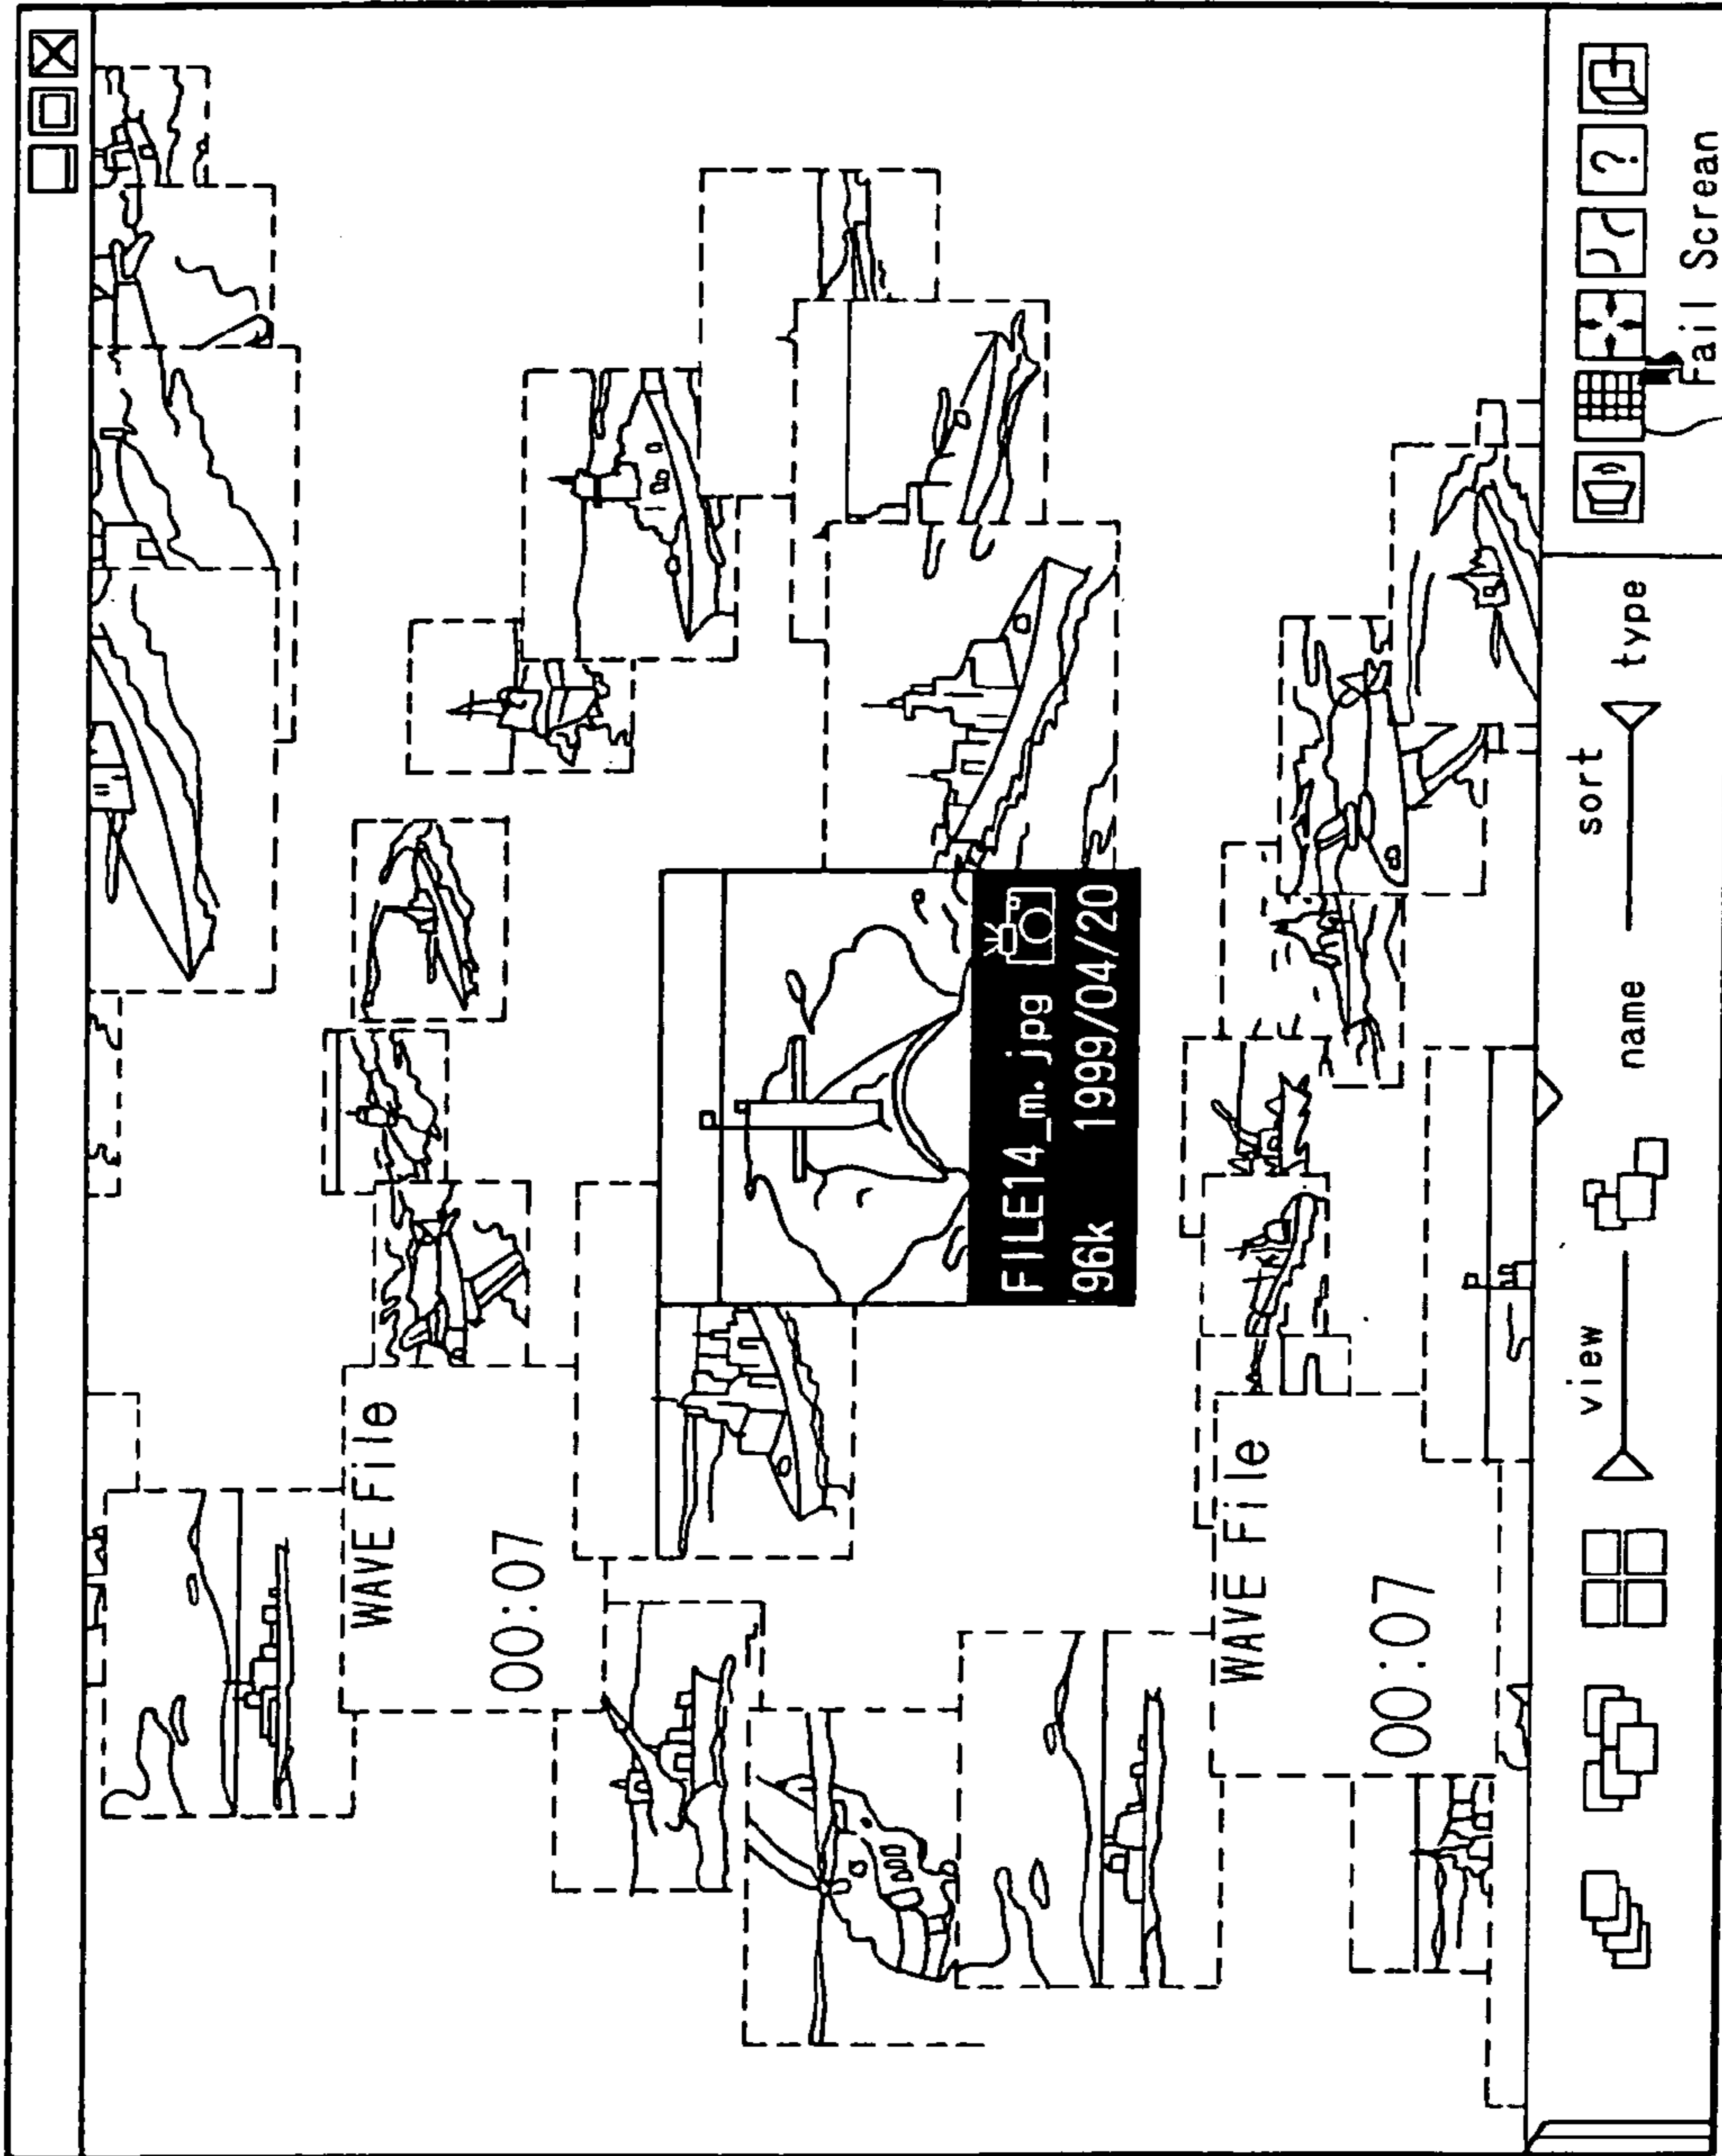 WAVE File
00:07
FILE14_m.jpg
96k 1999/04/20
WAVE File
00:07
view name sort type
?
Fail Screan